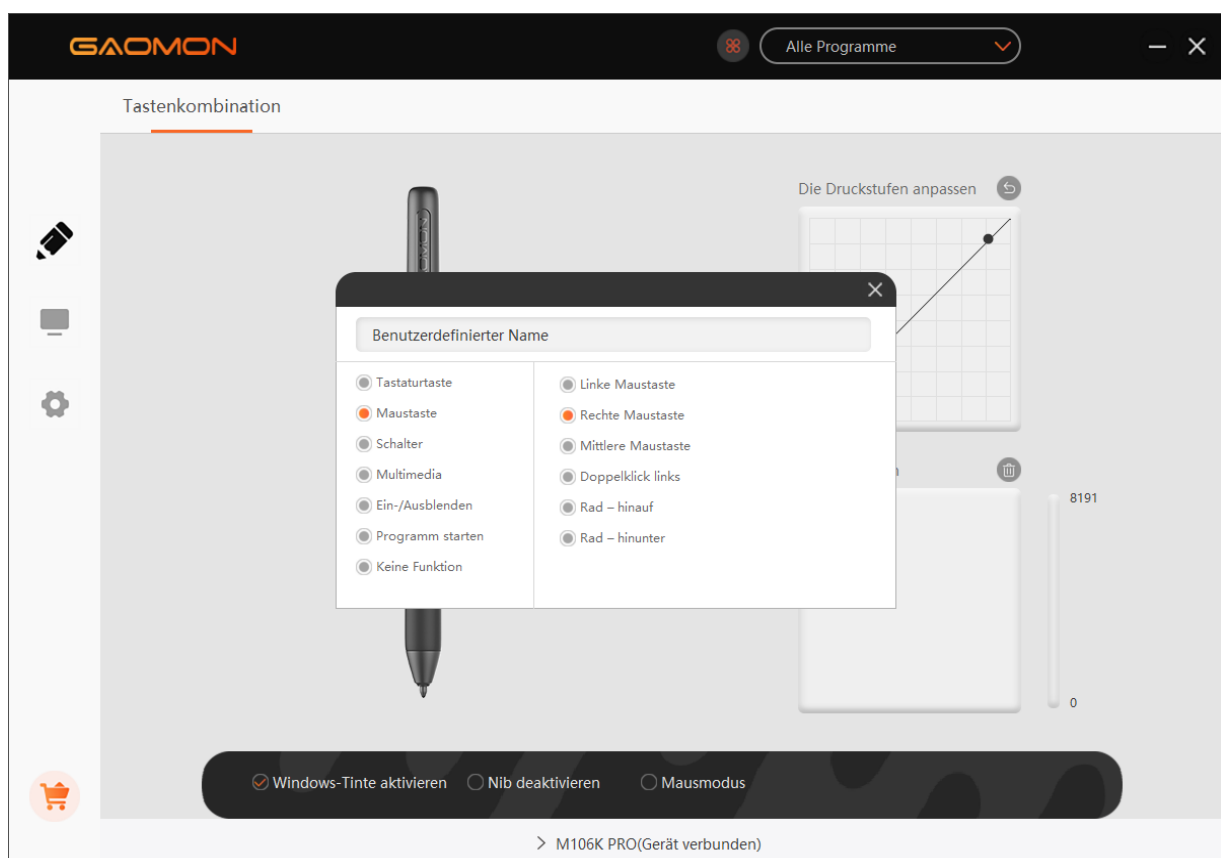 GAOMON
Alle Programme
Tastenkombination
Die Druckstufen anpassen
Benutzerdefinierter Name
Tastaturtaste
Maustaste
Schalter
Multimedia
Ein-/Ausblenden
Programm starten
Keine Funktion
Linke Maustaste
Rechte Maustaste
Mittlere Maustaste
Doppelklick links
Rad – hinauf
Rad – hinunter
8191
0
Windows-Tinte aktivieren
Nib deaktivieren
Mausmodus
M106K PRO(Gerät verbunden)